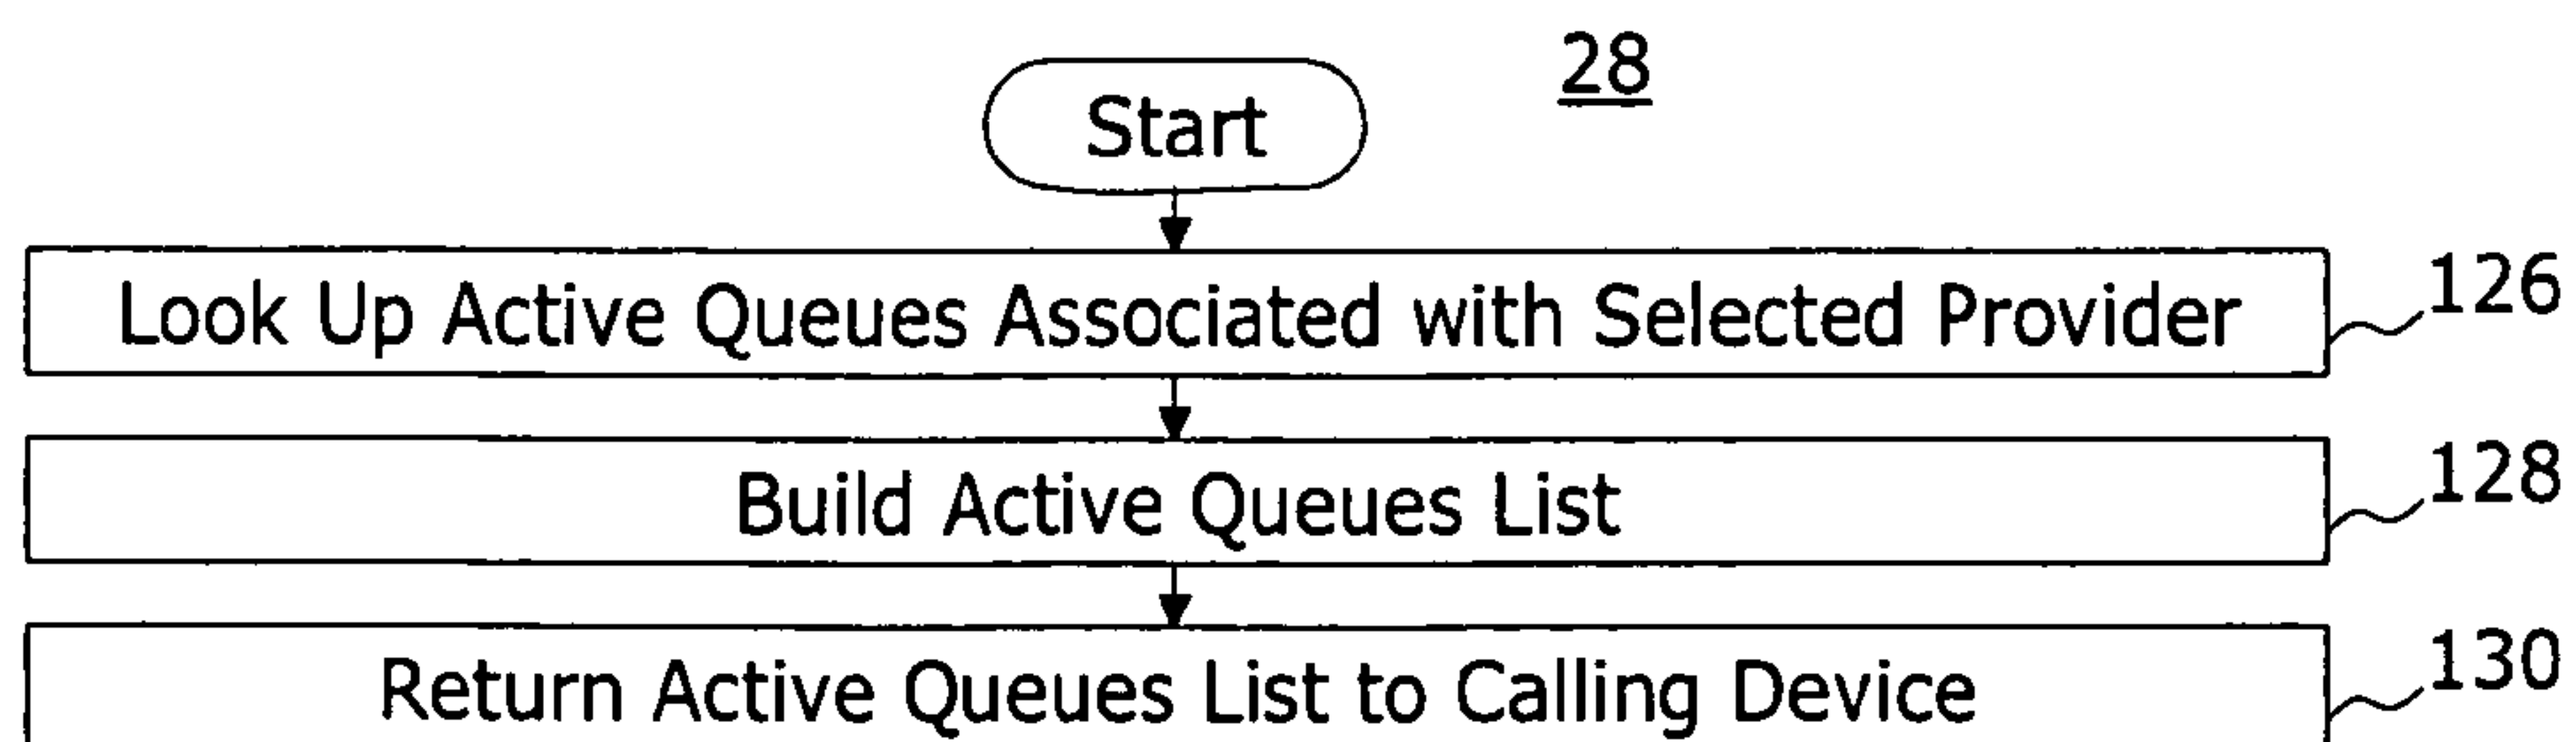 28
Start
Look Up Active Queues Associated with Selected Provider
126
Build Active Queues List
128
Return Active Queues List to Calling Device
130